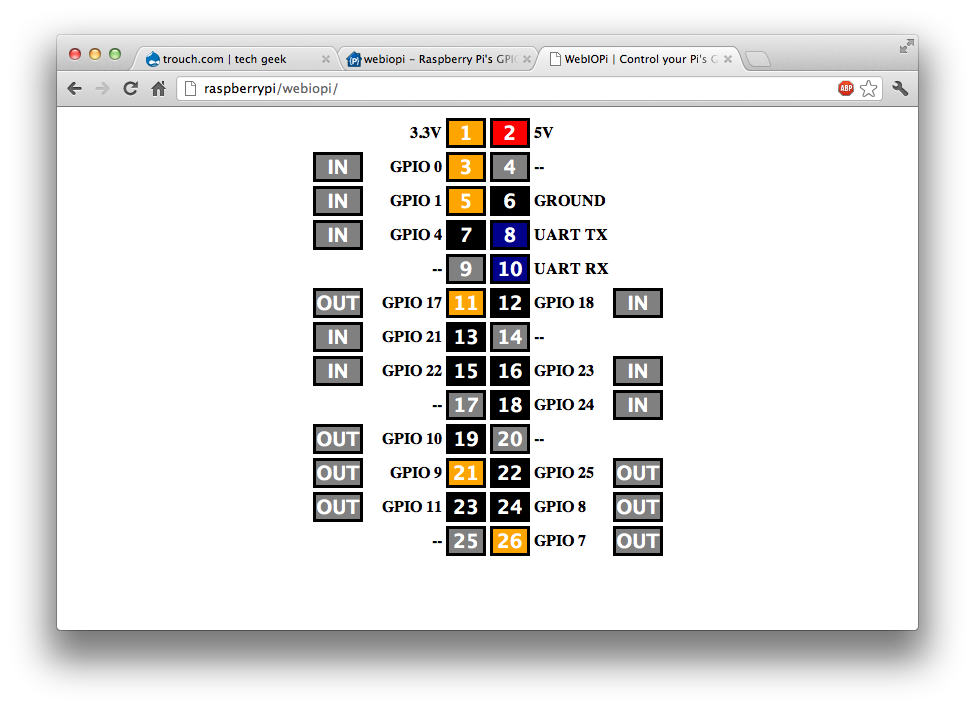 trouch.com | tech geek
webiopi - Raspberry Pi's GPI
WebIOPi | Control your Pi's G
raspberrypi/webiopi/
ABP
3.3V 1 2 5V
IN GPIO 0 3 4 --
IN GPIO 1 5 6 GROUND
IN GPIO 4 7 8 UART TX
-- 9 10 UART RX
OUT GPIO 17 11 12 GPIO 18 IN
IN GPIO 21 13 14 --
IN GPIO 22 15 16 GPIO 23 IN
-- 17 18 GPIO 24 IN
OUT GPIO 10 19 20 --
OUT GPIO 9 21 22 GPIO 25 OUT
OUT GPIO 11 23 24 GPIO 8 OUT
-- 25 26 GPIO 7 OUT